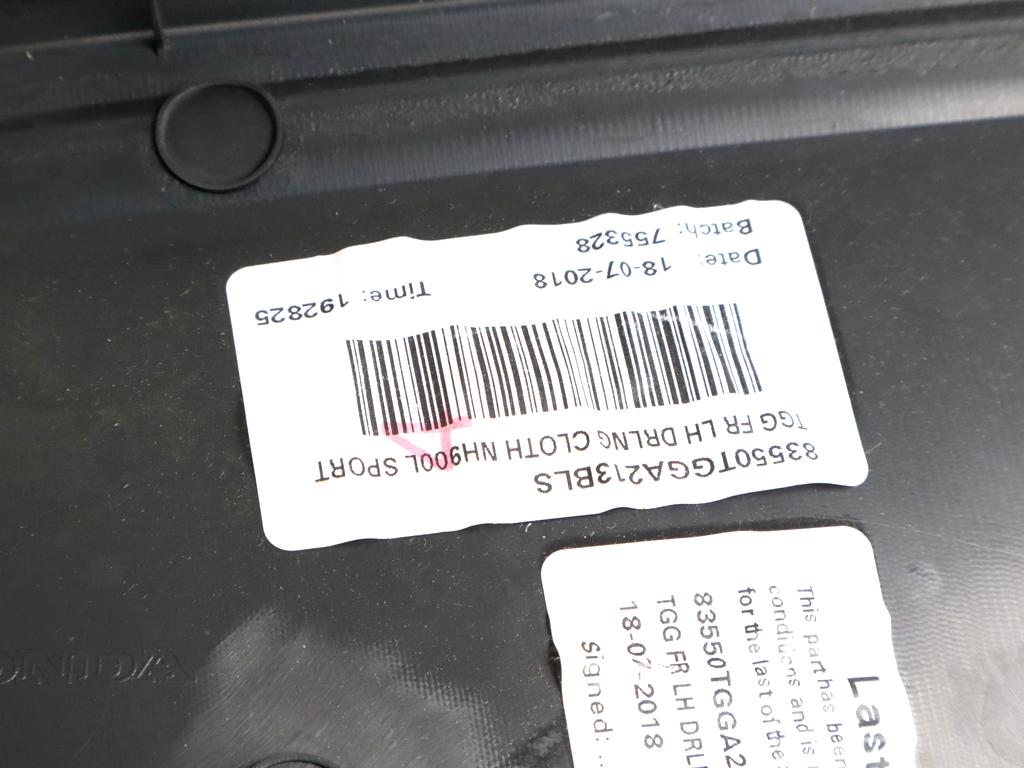 83550TGGA213BLS
TGG FR LH DRLNG CLOTH NH900L SPORT
Date: 18-07-2018 Time: 192825
Batch: 755328
Last
This part has been
conditions and is
for the last of the
83550TGGA2
TGG FR LH DRL
18-07-2018
Signed: ..
ONDA